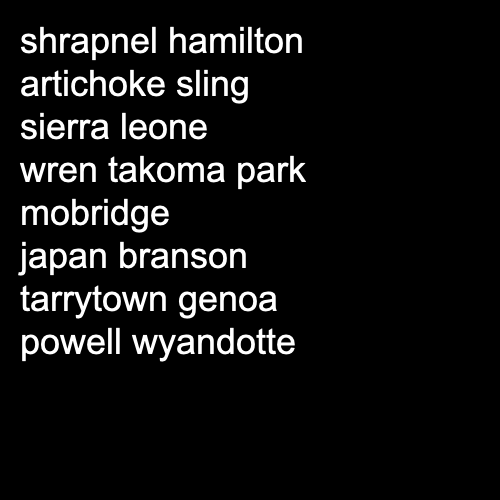 shrapnel hamilton
artichoke sling
sierra leone
wren takoma park
mobridge
japan branson
tarrytown genoa
powell wyandotte